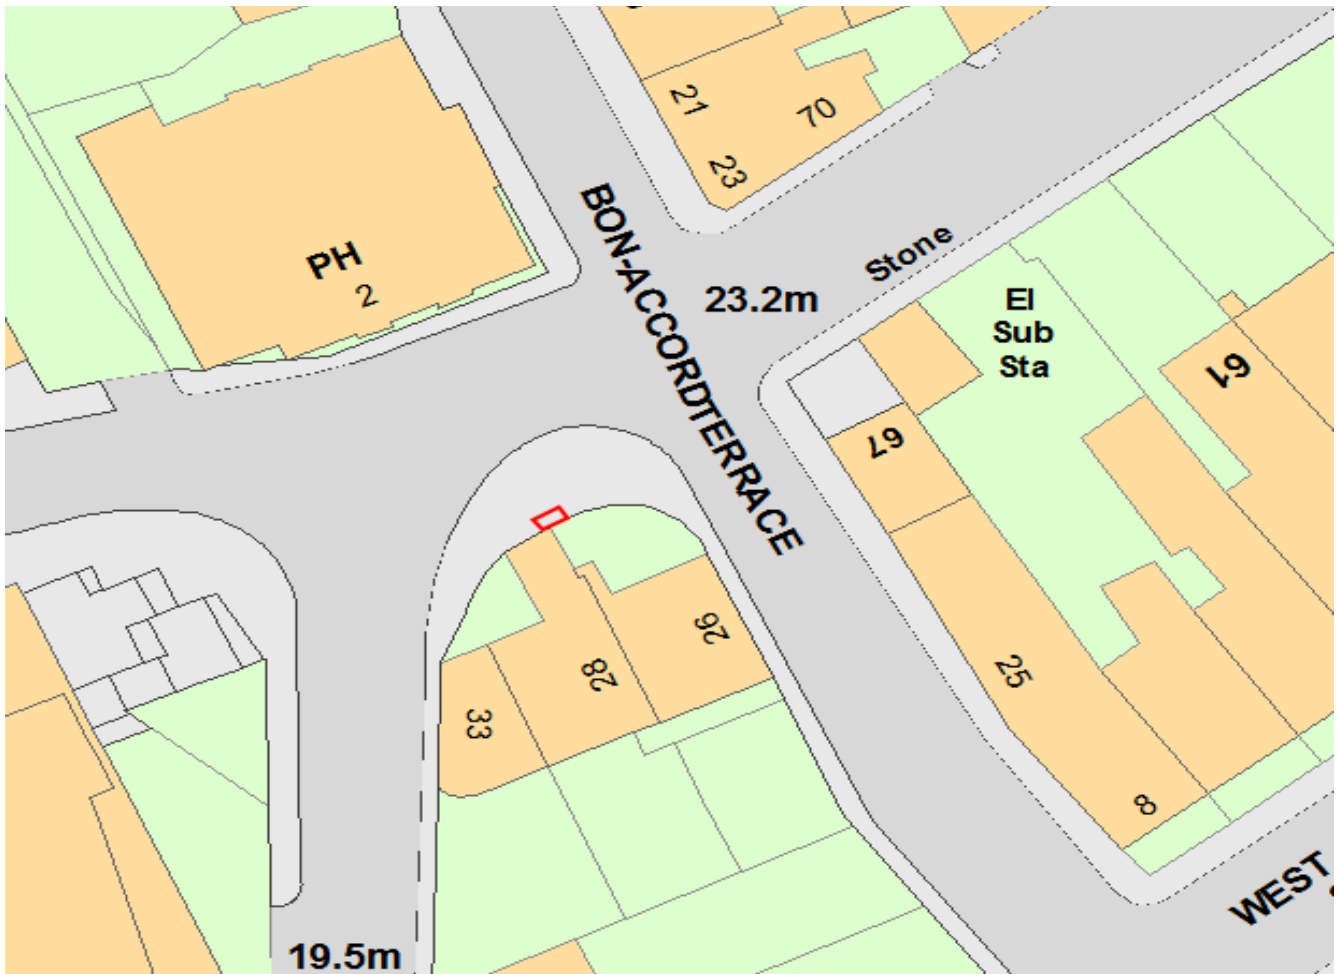 21
70
23
BON-ACCORDTERRACE
Stone
PH
2
23.2m
El
Sub
Sta
61
67
26
28
25
33
8
WEST
19.5m